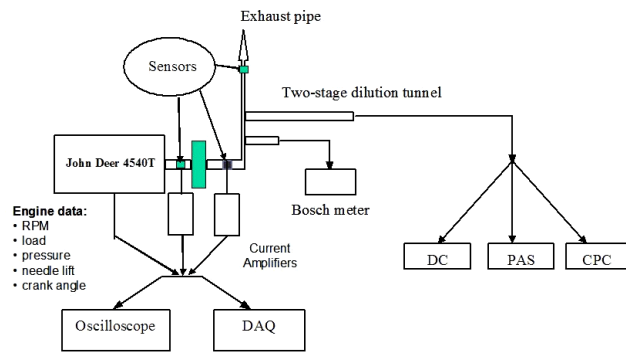 Exhaust pipe
Sensors
Two-stage dilution tunnel
John Deer 4540T
Bosch meter
Engine data:
• RPM
• load
• pressure
• needle lift
• crank angle
Current
Amplifiers
DC
PAS
CPC
Oscilloscope
DAQ